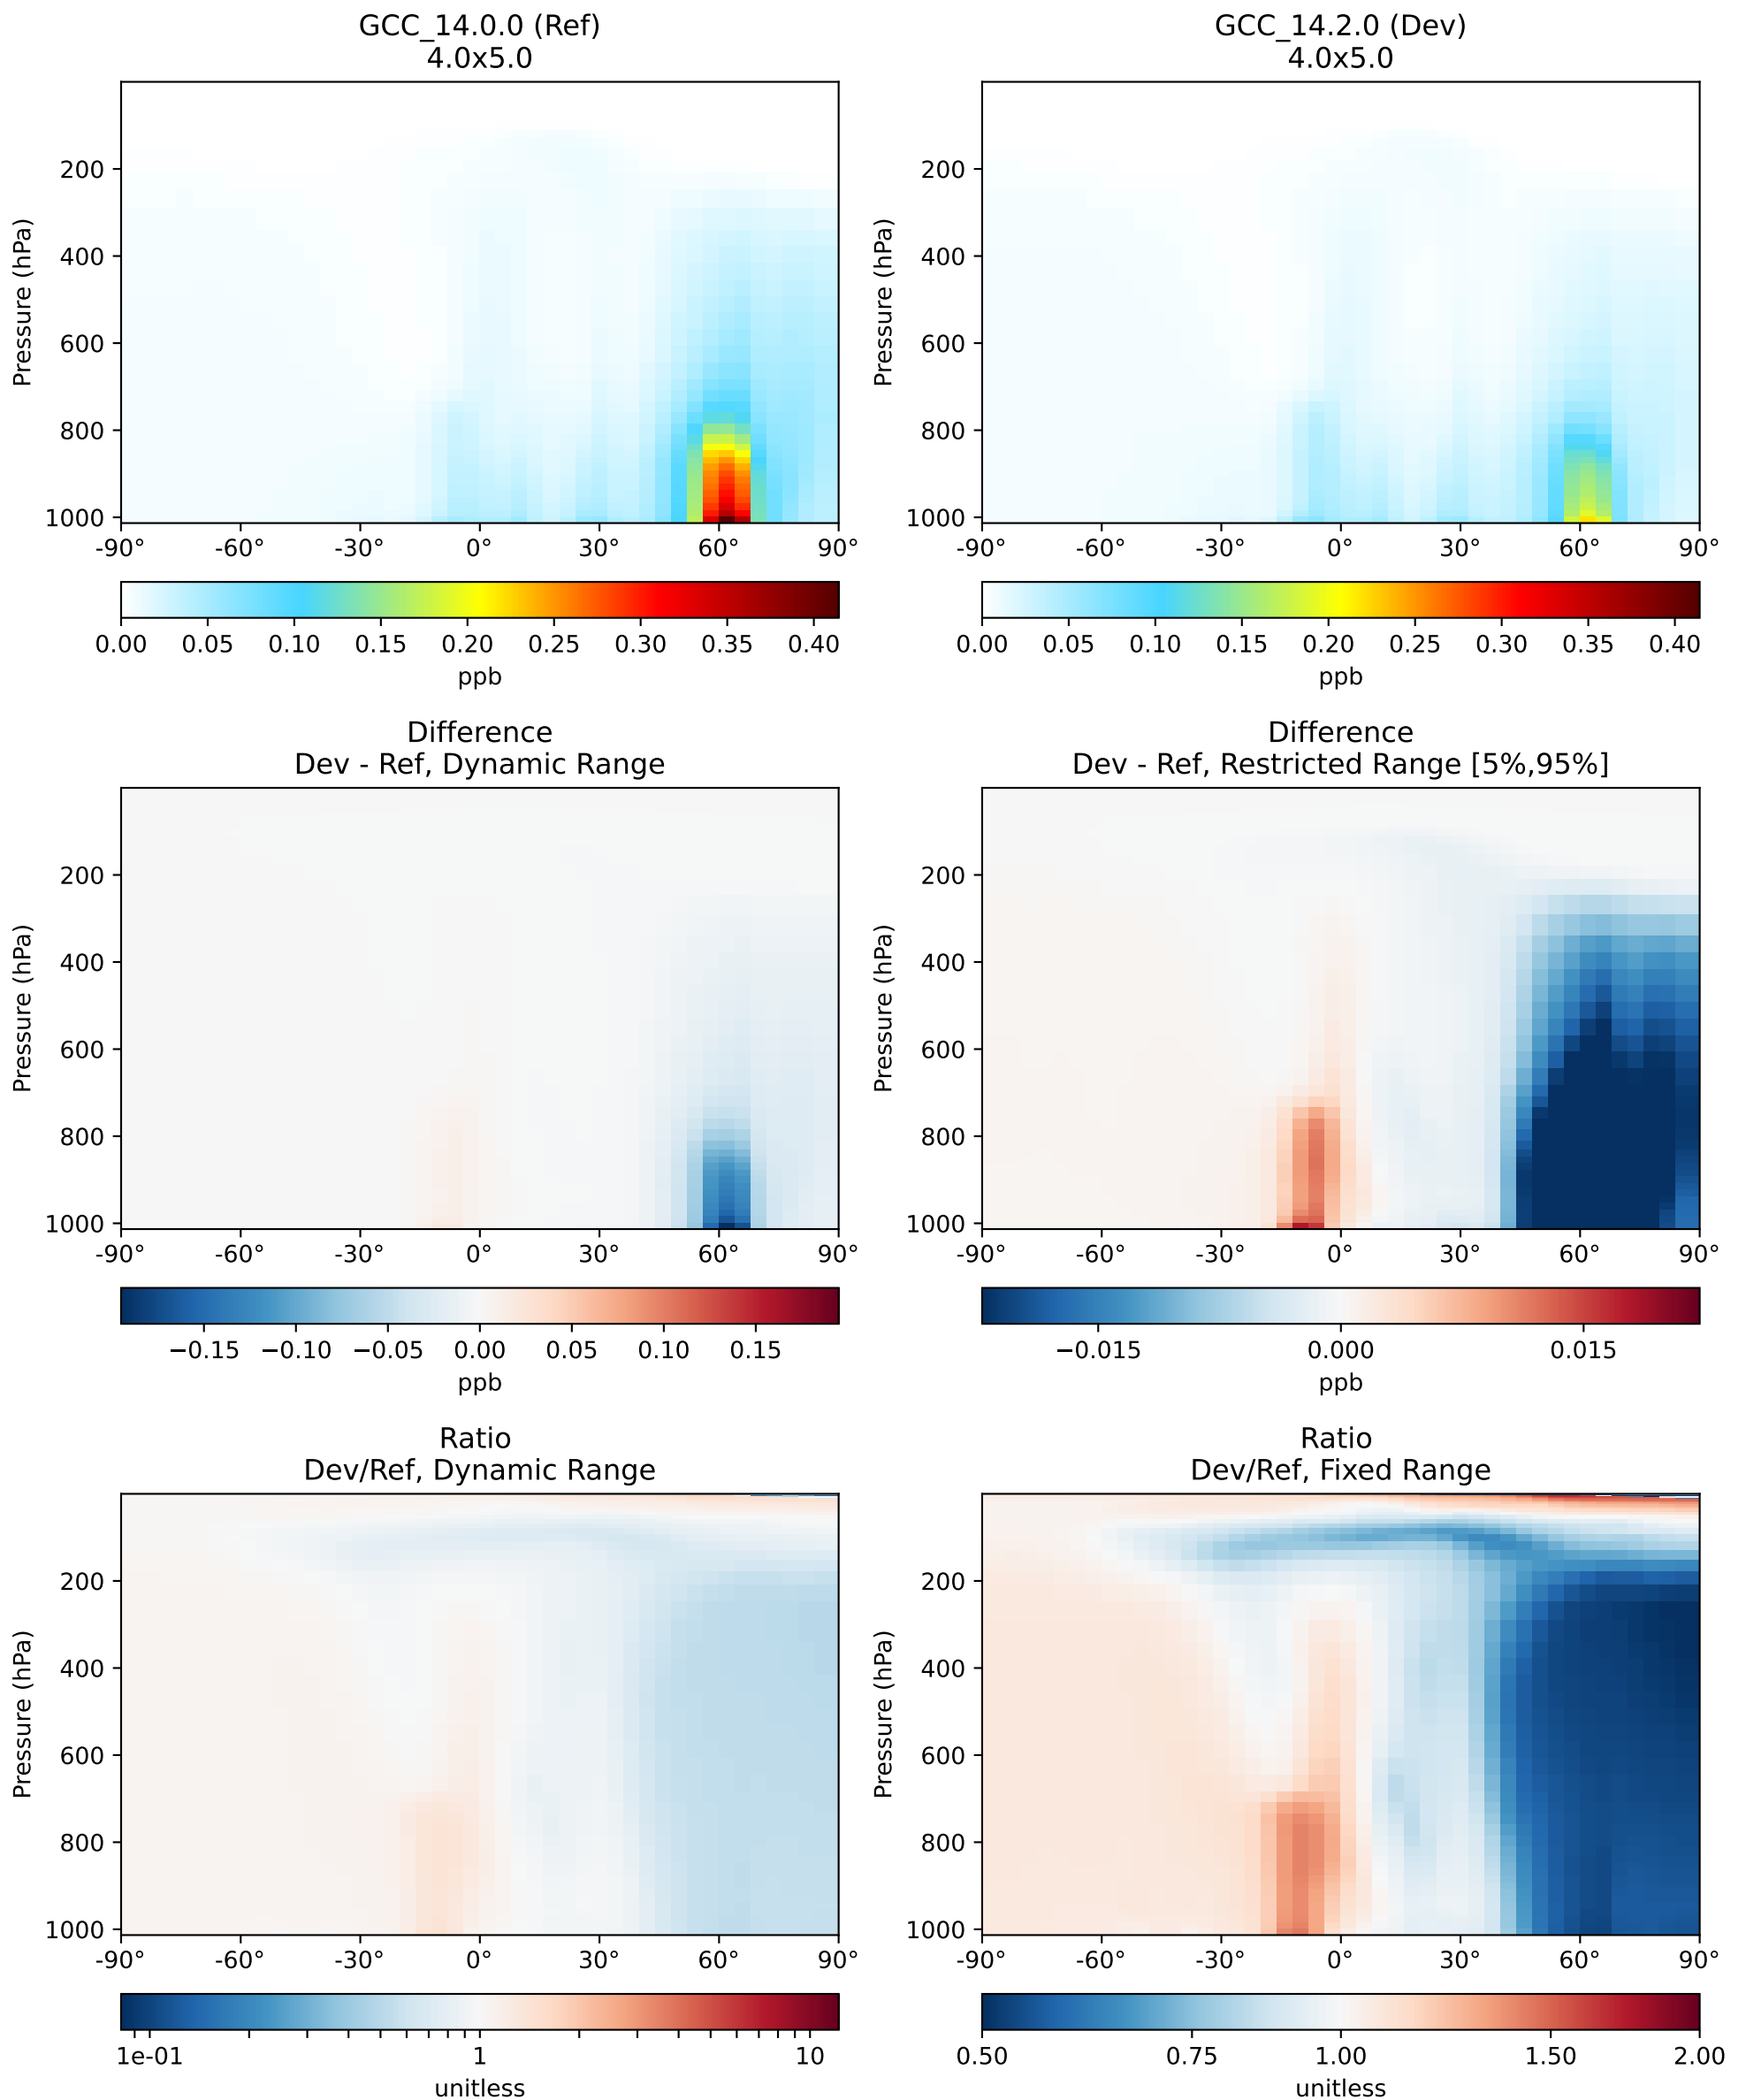 GCC_14.0.0 (Ref)
4.0x5.0
Pressure (hPa)
200
400
600
800
1000
-90° -60° -30° 0° 30° 60° 90°
0.00 0.05 0.10 0.15 0.20 0.25 0.30 0.35 0.40
ppb
GCC_14.2.0 (Dev)
4.0x5.0
Pressure (hPa)
200
400
600
800
1000
-90° -60° -30° 0° 30° 60° 90°
0.00 0.05 0.10 0.15 0.20 0.25 0.30 0.35 0.40
ppb
Difference
Dev - Ref, Dynamic Range
Pressure (hPa)
200
400
600
800
1000
-90° -60° -30° 0° 30° 60° 90°
−0.15 −0.10 −0.05 0.00 0.05 0.10 0.15
ppb
Difference
Dev - Ref, Restricted Range [5%,95%]
Pressure (hPa)
200
400
600
800
1000
-90° -60° -30° 0° 30° 60° 90°
−0.015 0.000 0.015
ppb
Ratio
Dev/Ref, Dynamic Range
Pressure (hPa)
200
400
600
800
1000
-90° -60° -30° 0° 30° 60° 90°
1e-01 1 10
unitless
Ratio
Dev/Ref, Fixed Range
Pressure (hPa)
200
400
600
800
1000
-90° -60° -30° 0° 30° 60° 90°
0.50 0.75 1.00 1.50 2.00
unitless